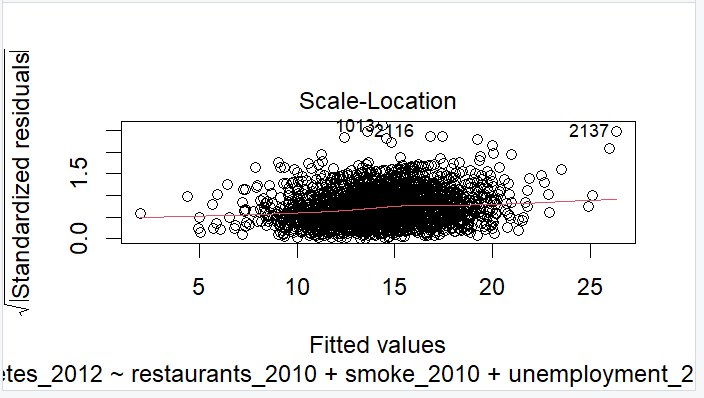 Scale-Location
√|Standardized residuals|
0.0 1.5
2116 2137
5 10 15 20 25
Fitted values
etes_2012 ~ restaurants_2010 + smoke_2010 + unemployment_2